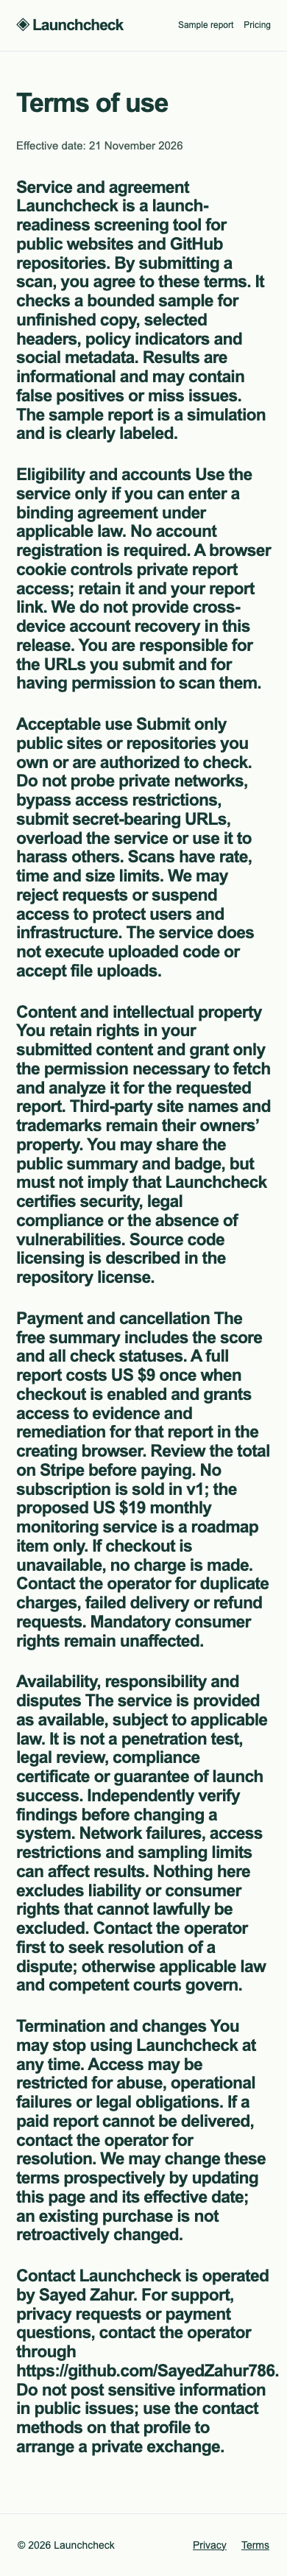 Launchcheck
Sample report Pricing
Terms of use
Effective date: 21 November 2026
Service and agreement
Launchcheck is a launch-
readiness screening tool for
public websites and GitHub
repositories. By submitting a
scan, you agree to these terms. It
checks a bounded sample for
unfinished copy, selected
headers, policy indicators and
social metadata. Results are
informational and may contain
false positives or miss issues.
The sample report is a simulation
and is clearly labeled.
Eligibility and accounts Use the
service only if you can enter a
binding agreement under
applicable law. No account
registration is required. A browser
cookie controls private report
access; retain it and your report
link. We do not provide cross-
device account recovery in this
release. You are responsible for
the URLs you submit and for
having permission to scan them.
Acceptable use Submit only
public sites or repositories you
own or are authorized to check.
Do not probe private networks,
bypass access restrictions,
submit secret-bearing URLs,
overload the service or use it to
harass others. Scans have rate,
time and size limits. We may
reject requests or suspend
access to protect users and
infrastructure. The service does
not execute uploaded code or
accept file uploads.
Content and intellectual property
You retain rights in your
submitted content and grant only
the permission necessary to fetch
and analyze it for the requested
report. Third-party site names and
trademarks remain their owners’
property. You may share the
public summary and badge, but
must not imply that Launchcheck
certifies security, legal
compliance or the absence of
vulnerabilities. Source code
licensing is described in the
repository license.
Payment and cancellation The
free summary includes the score
and all check statuses. A full
report costs US $9 once when
checkout is enabled and grants
access to evidence and
remediation for that report in the
creating browser. Review the total
on Stripe before paying. No
subscription is sold in v1; the
proposed US $19 monthly
monitoring service is a roadmap
item only. If checkout is
unavailable, no charge is made.
Contact the operator for duplicate
charges, failed delivery or refund
requests. Mandatory consumer
rights remain unaffected.
Availability, responsibility and
disputes The service is provided
as available, subject to applicable
law. It is not a penetration test,
legal review, compliance
certificate or guarantee of launch
success. Independently verify
findings before changing a
system. Network failures, access
restrictions and sampling limits
can affect results. Nothing here
excludes liability or consumer
rights that cannot lawfully be
excluded. Contact the operator
first to seek resolution of a
dispute; otherwise applicable law
and competent courts govern.
Termination and changes You
may stop using Launchcheck at
any time. Access may be
restricted for abuse, operational
failures or legal obligations. If a
paid report cannot be delivered,
contact the operator for
resolution. We may change these
terms prospectively by updating
this page and its effective date;
an existing purchase is not
retroactively changed.
Contact Launchcheck is operated
by Sayed Zahur. For support,
privacy requests or payment
questions, contact the operator
through
https://github.com/SayedZahur786.
Do not post sensitive information
in public issues; use the contact
methods on that profile to
arrange a private exchange.
© 2026 Launchcheck
Privacy Terms